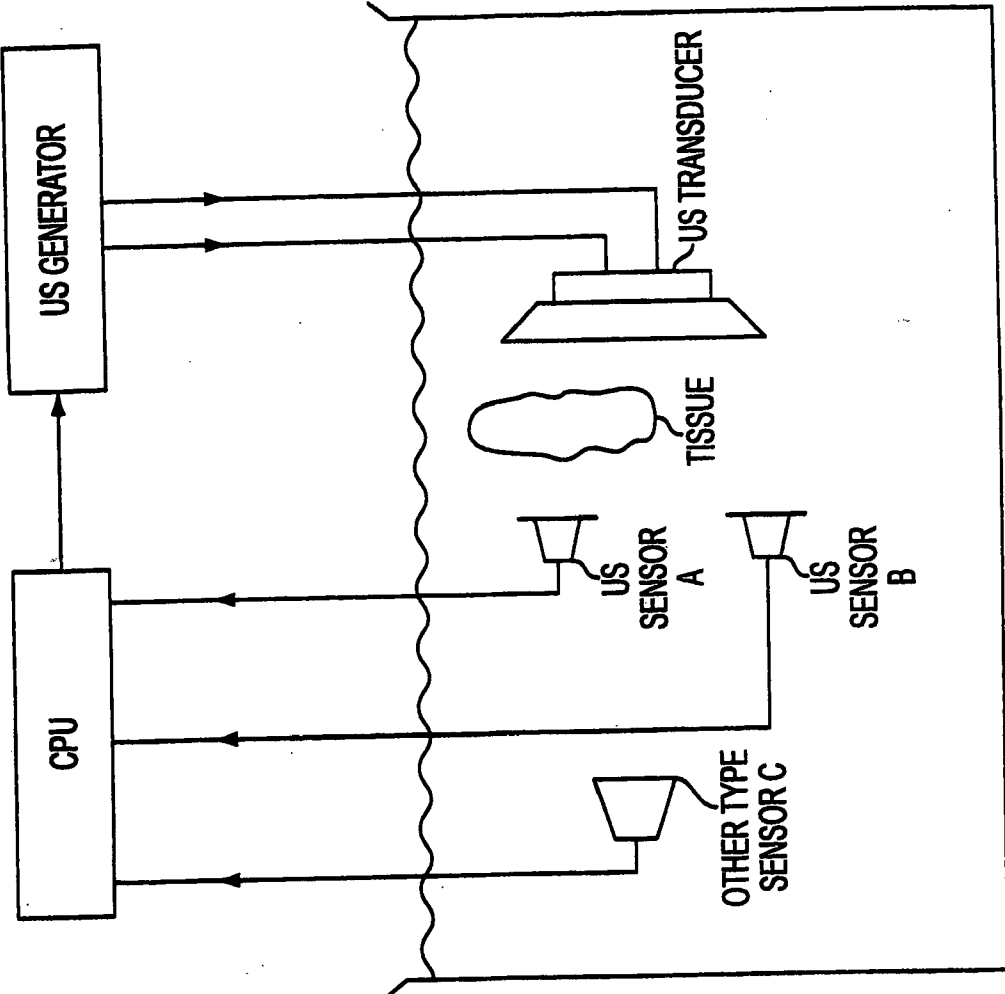 CPU
US GENERATOR
OTHER TYPE
SENSOR C
US
SENSOR
A
US
SENSOR
B
TISSUE
US TRANSDUCER